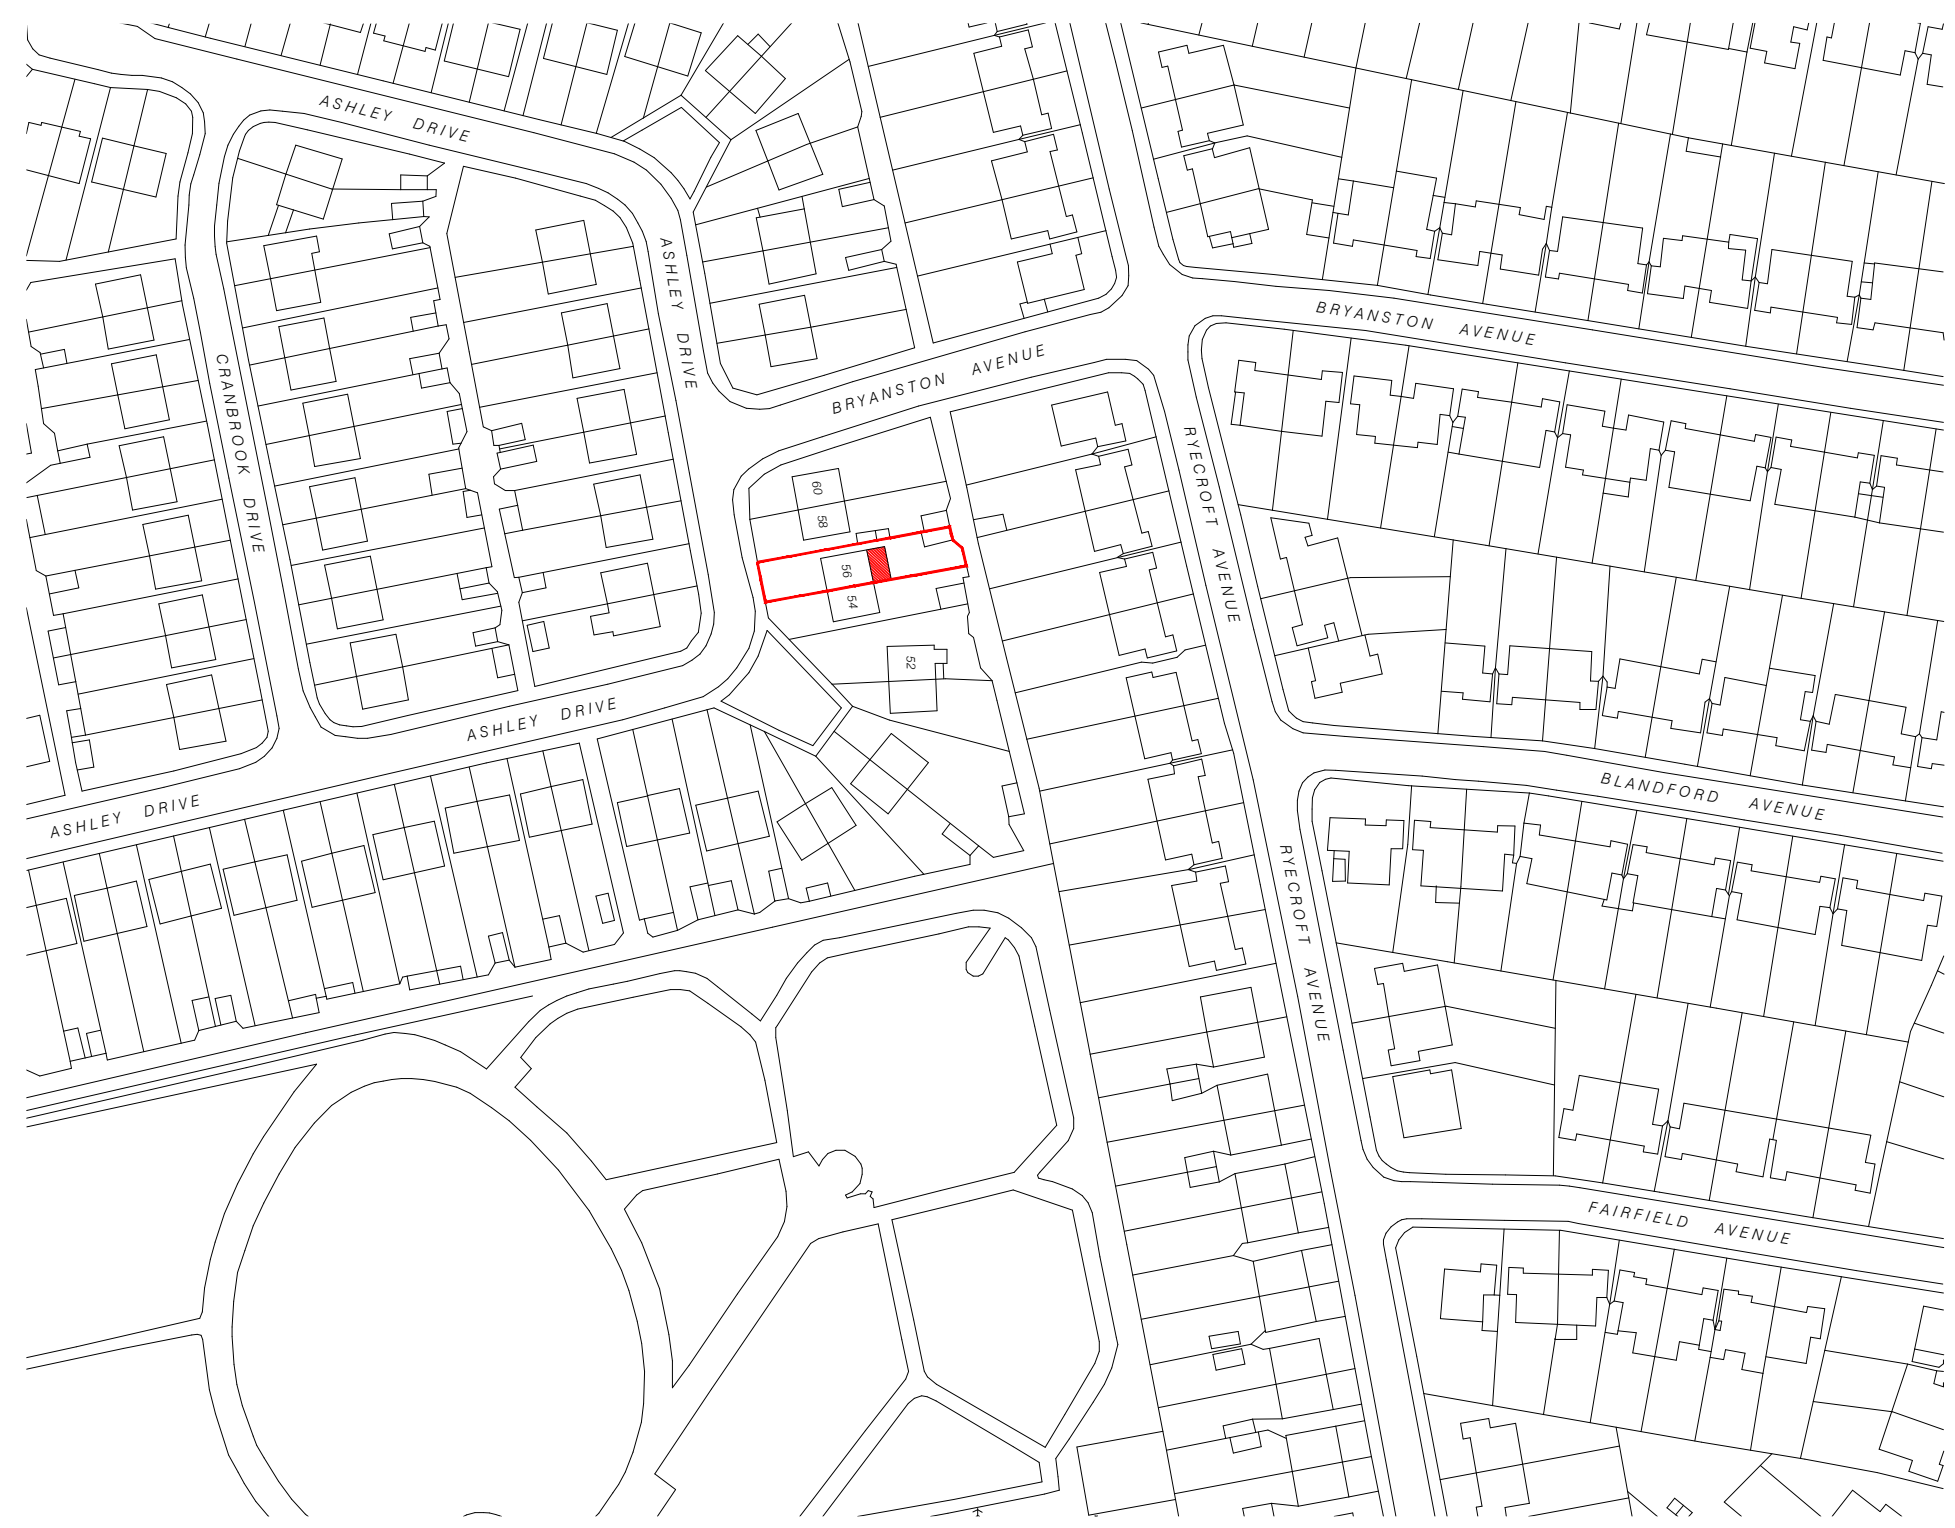 ASHLEY DRIVE
ASHLEY DRIVE
BRYANSTON AVENUE
BRYANSTON AVENUE
CRANBROOK DRIVE
RYECROFT AVENUE
60
58
56
54
52
ASHLEY DRIVE
ASHLEY DRIVE
BLANDFORD AVENUE
RYECROFT AVENUE
FAIRFIELD AVENUE